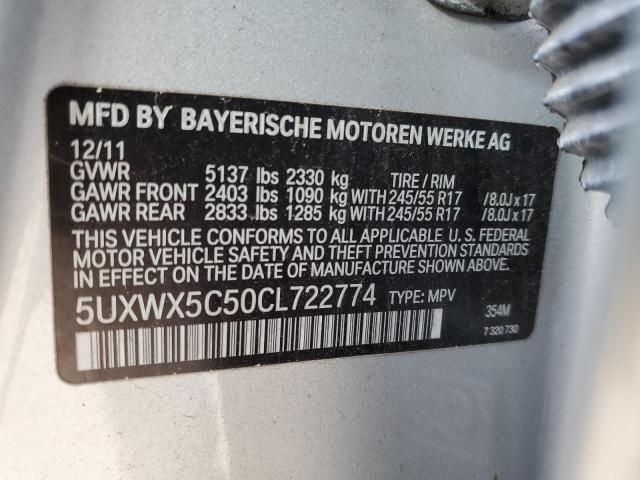 MFD BY BAYERISCHE MOTOREN WERKE AG
12/11
GVWR 5137 lbs 2330 kg TIRE / RIM
GAWR FRONT 2403 lbs 1090 kg WITH 245/55 R17 /8.0J x 17
GAWR REAR 2833 lbs 1285 kg WITH 245/55 R17 /8.0J x 17
THIS VEHICLE CONFORMS TO ALL APPLICABLE U. S. FEDERAL
MOTOR VEHICLE SAFETY AND THEFT PREVENTION STANDARDS
IN EFFECT ON THE DATE OF MANUFACTURE SHOWN ABOVE.
5UXWX5C50CL722774 TYPE: MPV
354M
7 320 730